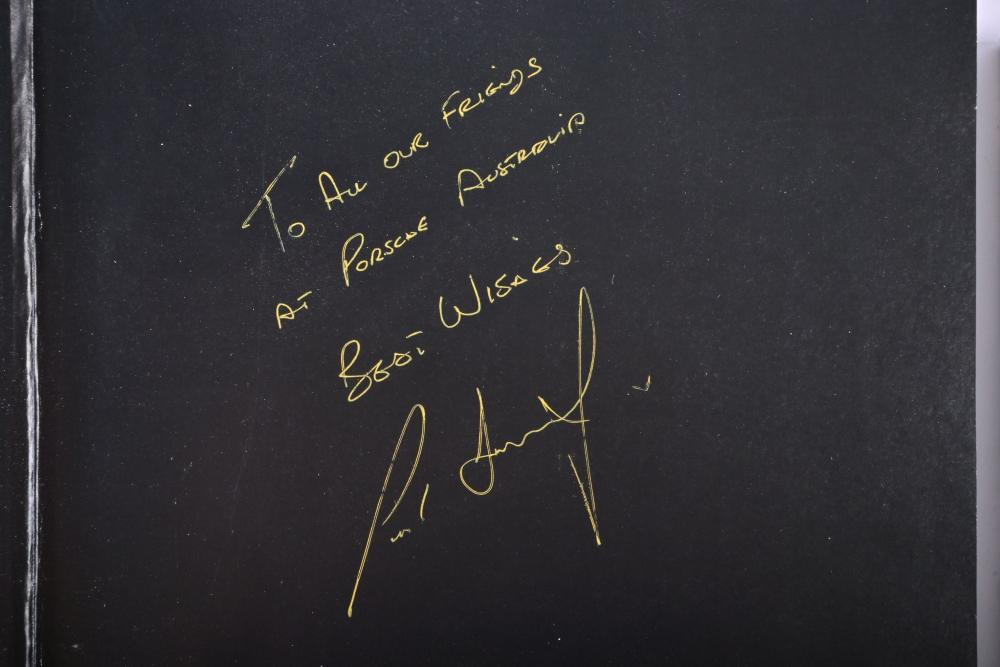 To All our Friends
At Porsche Australia
Best Wishes